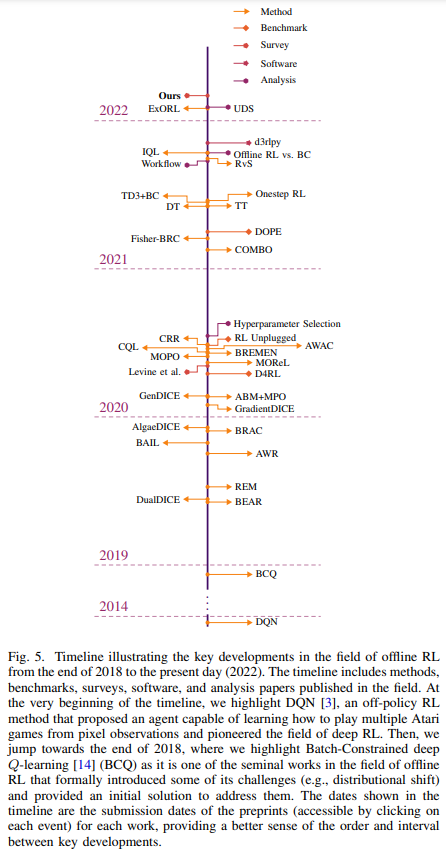 Method
Benchmark
Survey
Software
Analysis
Ours
ExORL
UDS
2022
d3rlpy
IQL
Offline RL vs. BC
Workflow
RvS
TD3+BC
Onestep RL
DT
TT
DOPE
Fisher-BRC
COMBO
2021
Hyperparameter Selection
CRR
RL Unplugged
CQL
AWAC
MOPO
BREMEN
MOReL
Levine et al.
D4RL
GenDICE
ABM+MPO
2020
GradientDICE
AlgaeDICE
BRAC
BAIL
AWR
REM
DualDICE
BEAR
2019
BCQ
2014
DQN
Fig. 5. Timeline illustrating the key developments in the field of offline RL
from the end of 2018 to the present day (2022). The timeline includes methods,
benchmarks, surveys, software, and analysis papers published in the field. At
the very beginning of the timeline, we highlight DQN [3], an off-policy RL
method that proposed an agent capable of learning how to play multiple Atari
games from pixel observations and pioneered the field of deep RL. Then, we
jump towards the end of 2018, where we highlight Batch-Constrained deep
Q-learning [14] (BCQ) as it is one of the seminal works in the field of offline
RL that formally introduced some of its challenges (e.g., distributional shift)
and provided an initial solution to address them. The dates shown in the
timeline are the submission dates of the preprints (accessible by clicking on
each event) for each work, providing a better sense of the order and interval
between key developments.